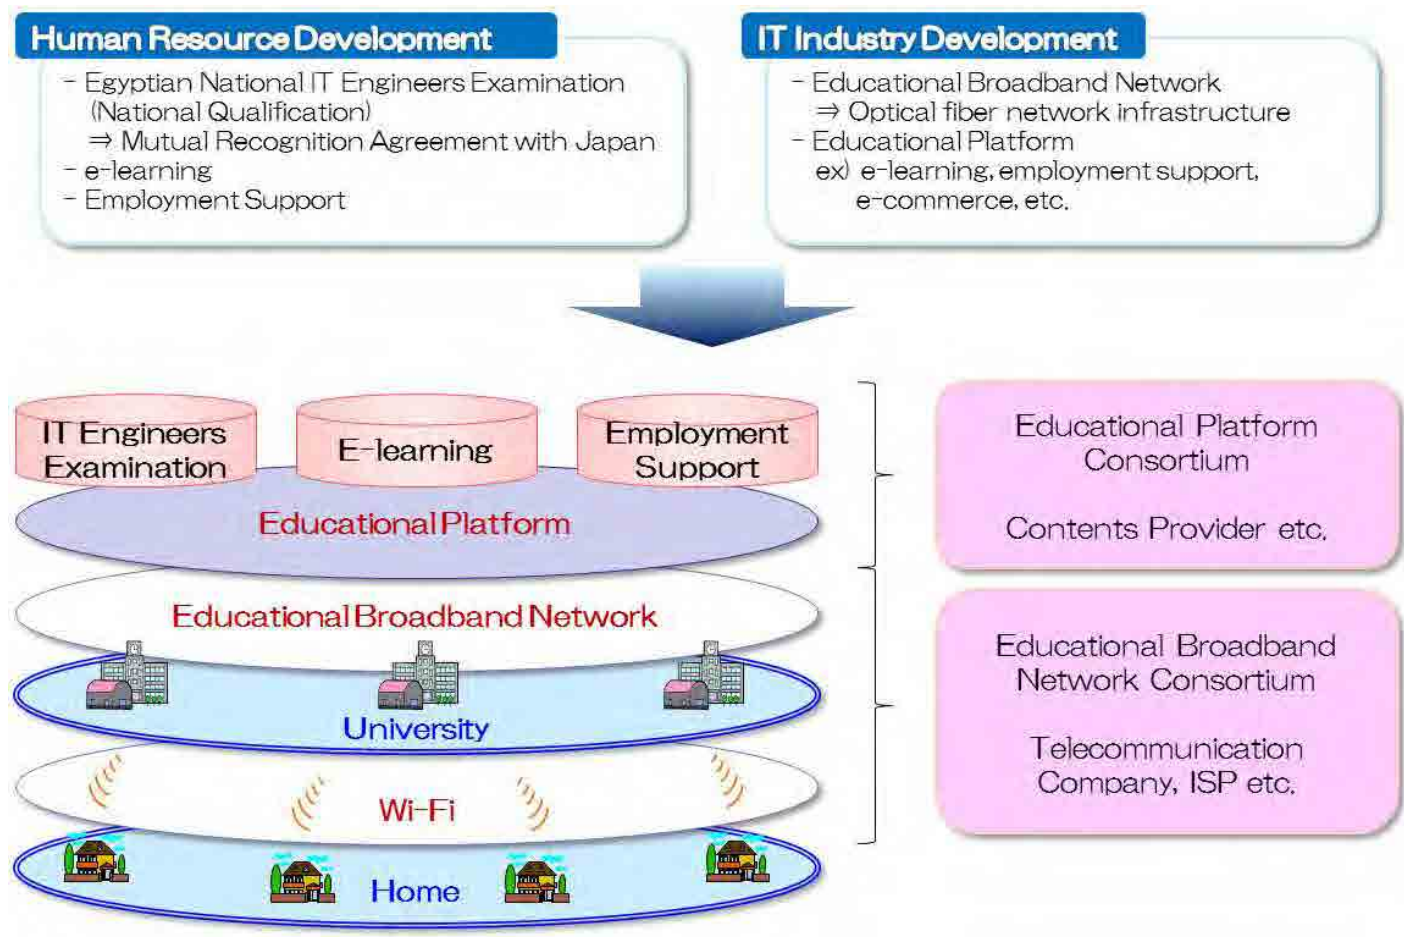 Human Resource Development
- Egyptian National IT Engineers Examination
(National Qualification)
⇒ Mutual Recognition Agreement with Japan
- e-learning
- Employment Support
IT Industry Development
- Educational Broadband Network
⇒ Optical fiber network infrastructure
- Educational Platform
ex) e-learning, employment support,
e-commerce, etc.
IT Engineers
Examination
E-learning
Employment
Support
Educational Platform
Educational Broadband Network
University
Wi-Fi
Home
Educational Platform
Consortium
Contents Provider etc.
Educational Broadband
Network Consortium
Telecommunication
Company, ISP etc.